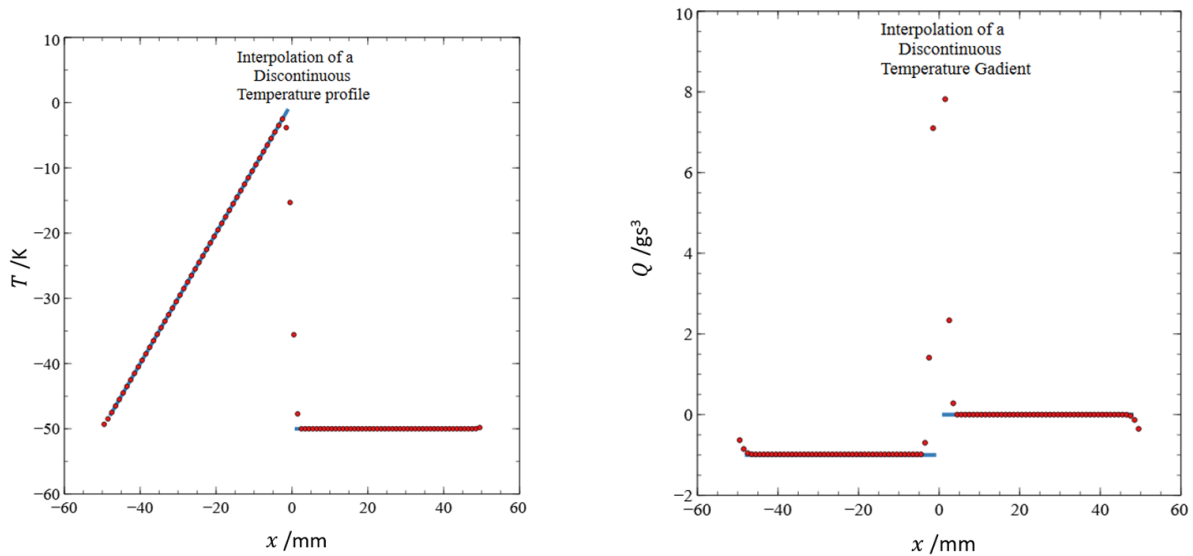 10
0
−10
−20
−30
−40
−50
−60
−60
−40
−20
0
20
40
60
T /K
x /mm
Interpolation of a
Discontinuous
Temperature profile
10
8
6
4
2
0
−2
−60
−40
−20
0
20
40
60
Q /gs³
x /mm
Interpolation of a
Discontinuous
Temperature Gadient